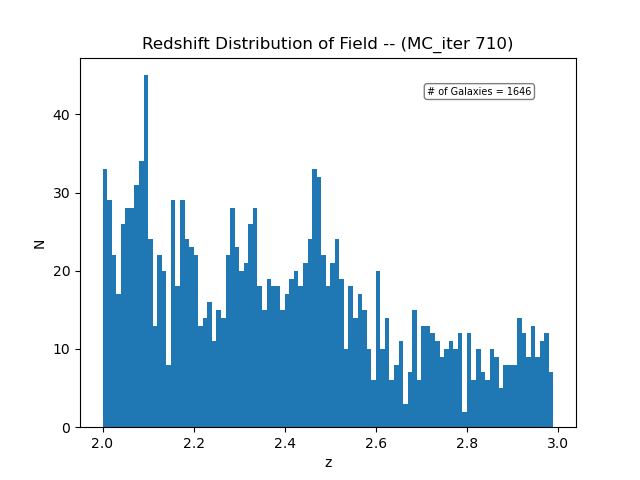 Redshift Distribution of Field -- (MC_iter 710)
# of Galaxies = 1646
N
40
30
20
10
0
2.0 2.2 2.4 2.6 2.8 3.0
z